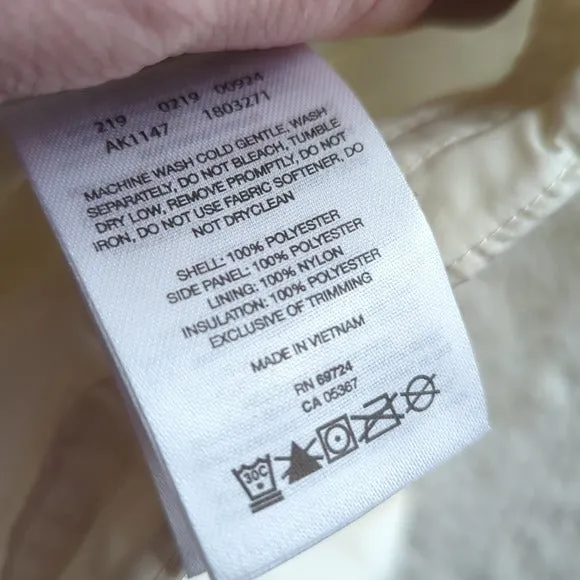 219 0219 00924
AK1147 1803271
MACHINE WASH COLD GENTLE, WASH
SEPARATELY, DO NOT BLEACH, TUMBLE
DRY LOW, REMOVE PROMPTLY, DO NOT
IRON, DO NOT USE FABRIC SOFTENER, DO
NOT DRYCLEAN
SHELL: 100% POLYESTER
SIDE PANEL: 100% POLYESTER
LINING: 100% NYLON
INSULATION: 100% POLYESTER
EXCLUSIVE OF TRIMMING
MADE IN VIETNAM
RN 69724
CA 05367
30C